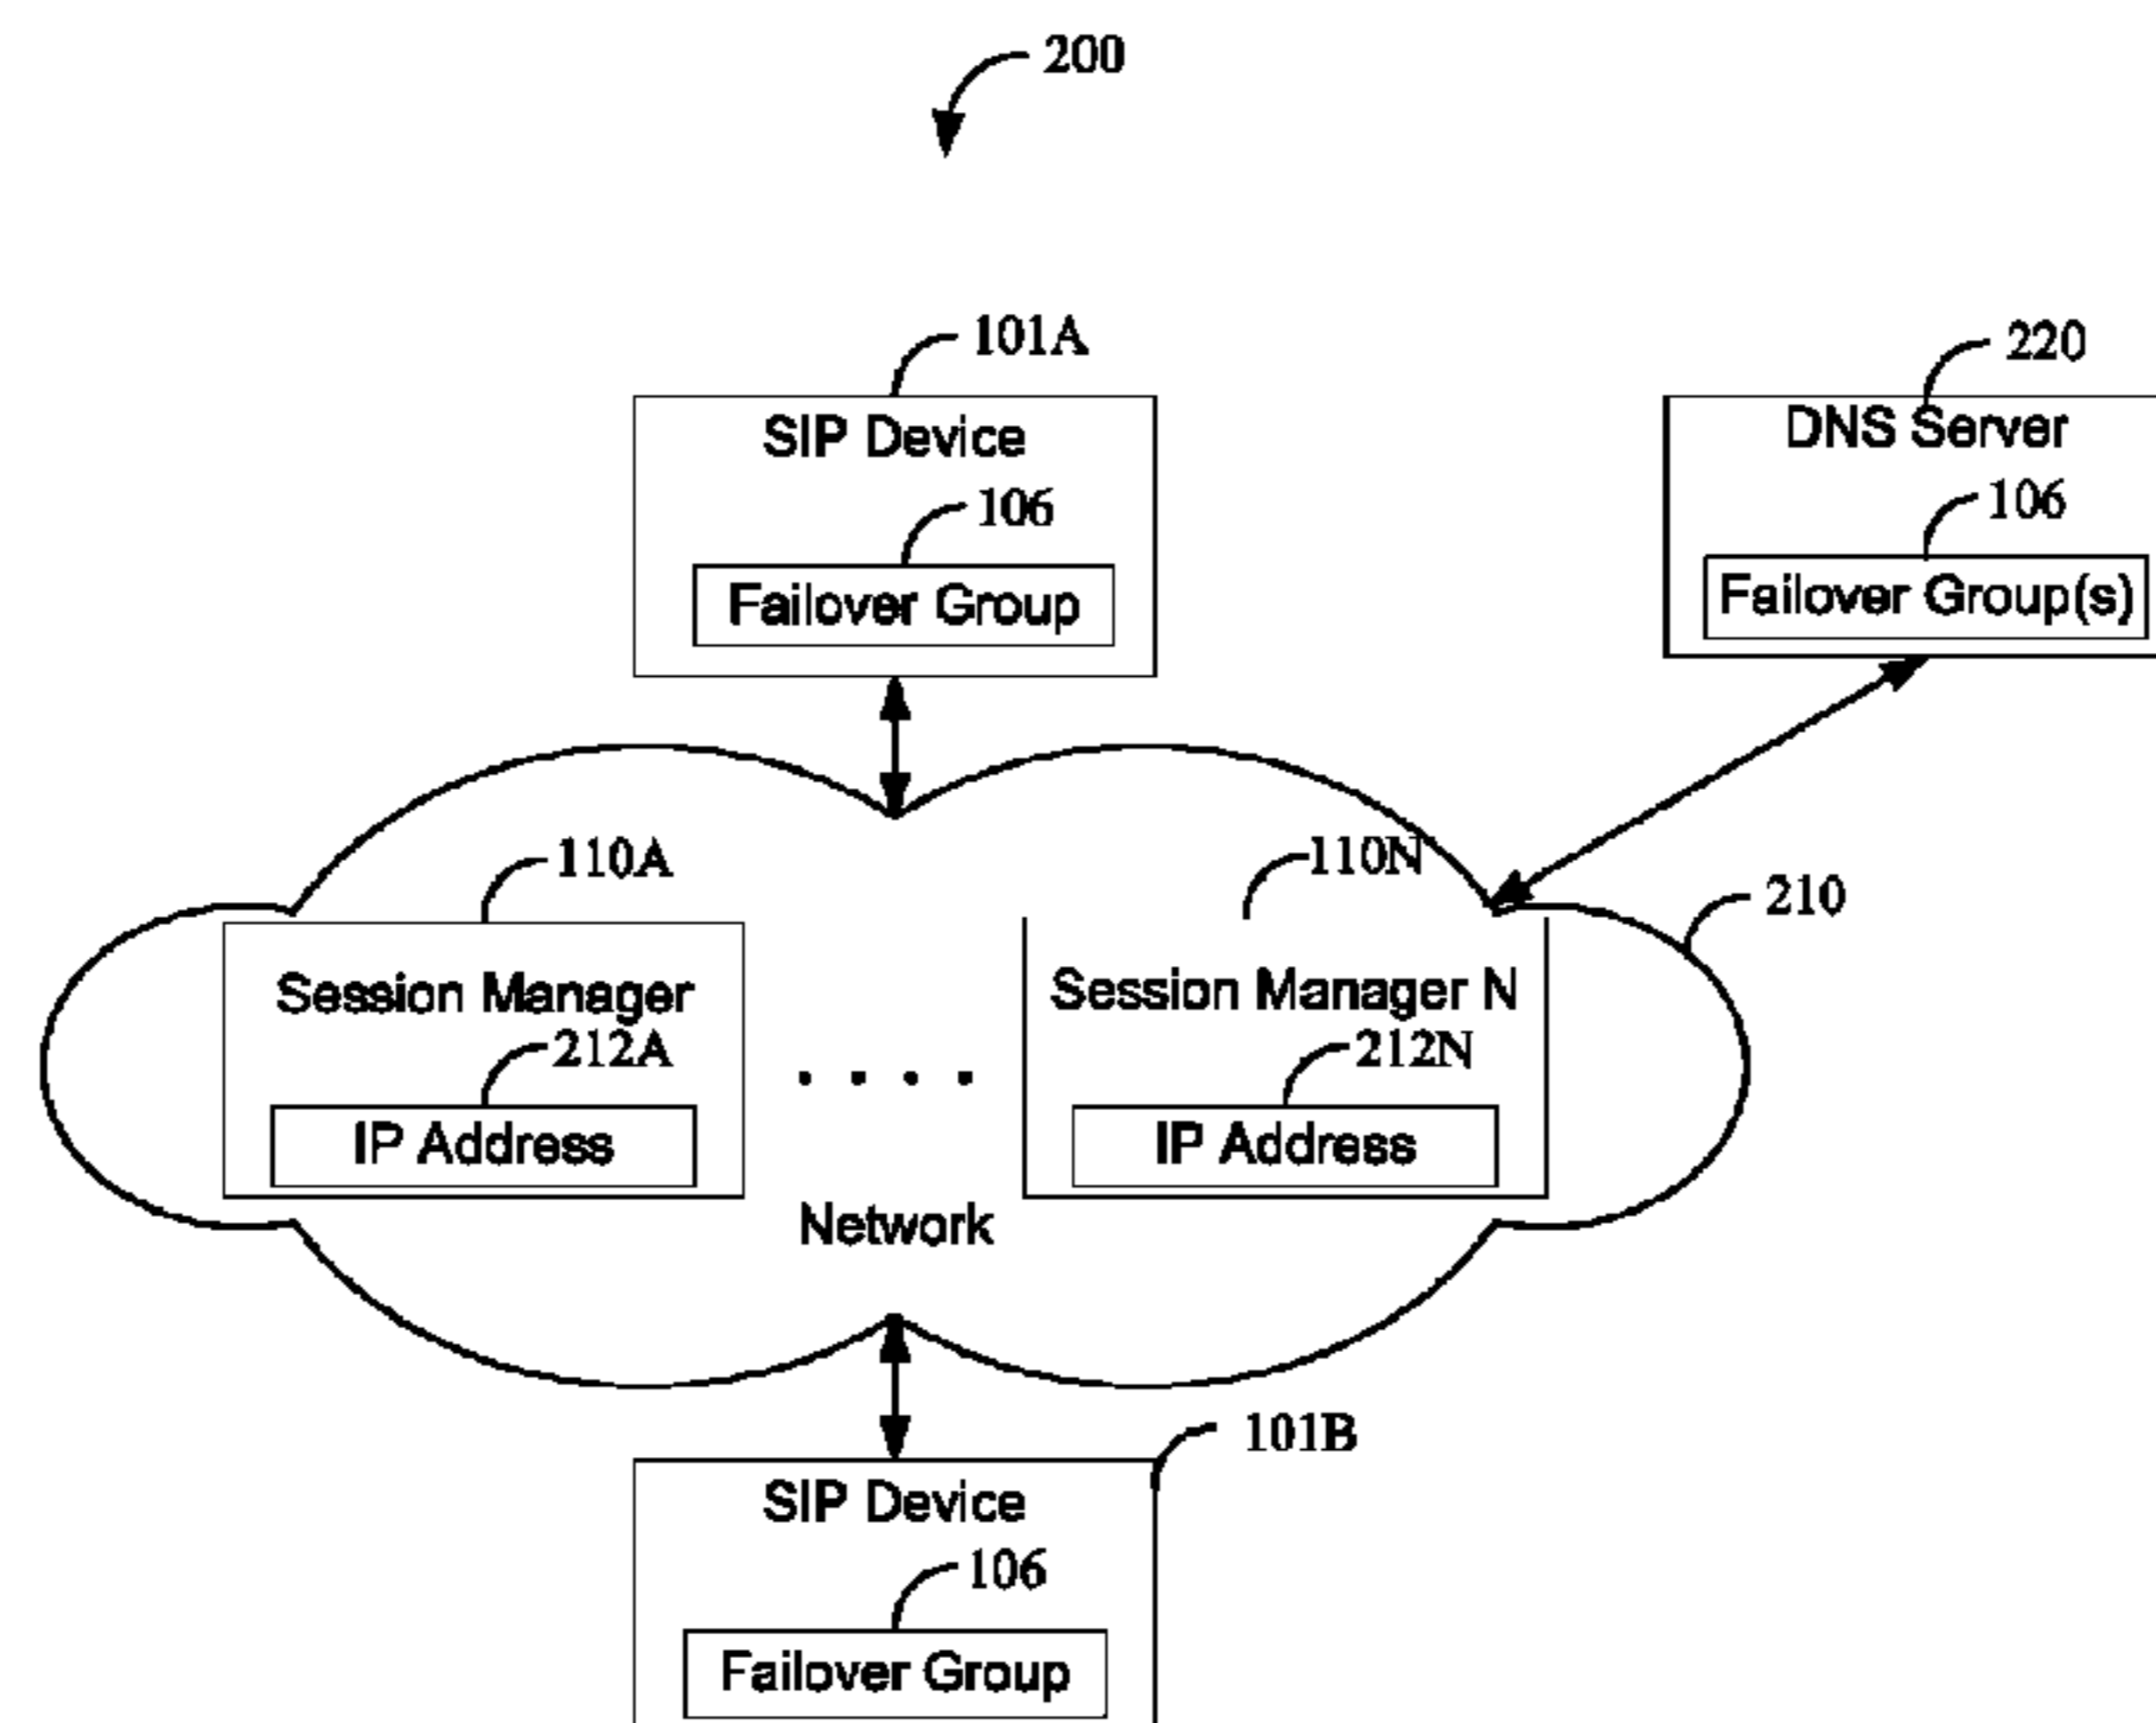 200
101A
SIP Device
106
Failover Group
220
DNS Server
106
Failover Group(s)
110A
Session Manager
212A
IP Address
. . . .
110N
Session Manager N
212N
IP Address
210
Network
101B
SIP Device
106
Failover Group